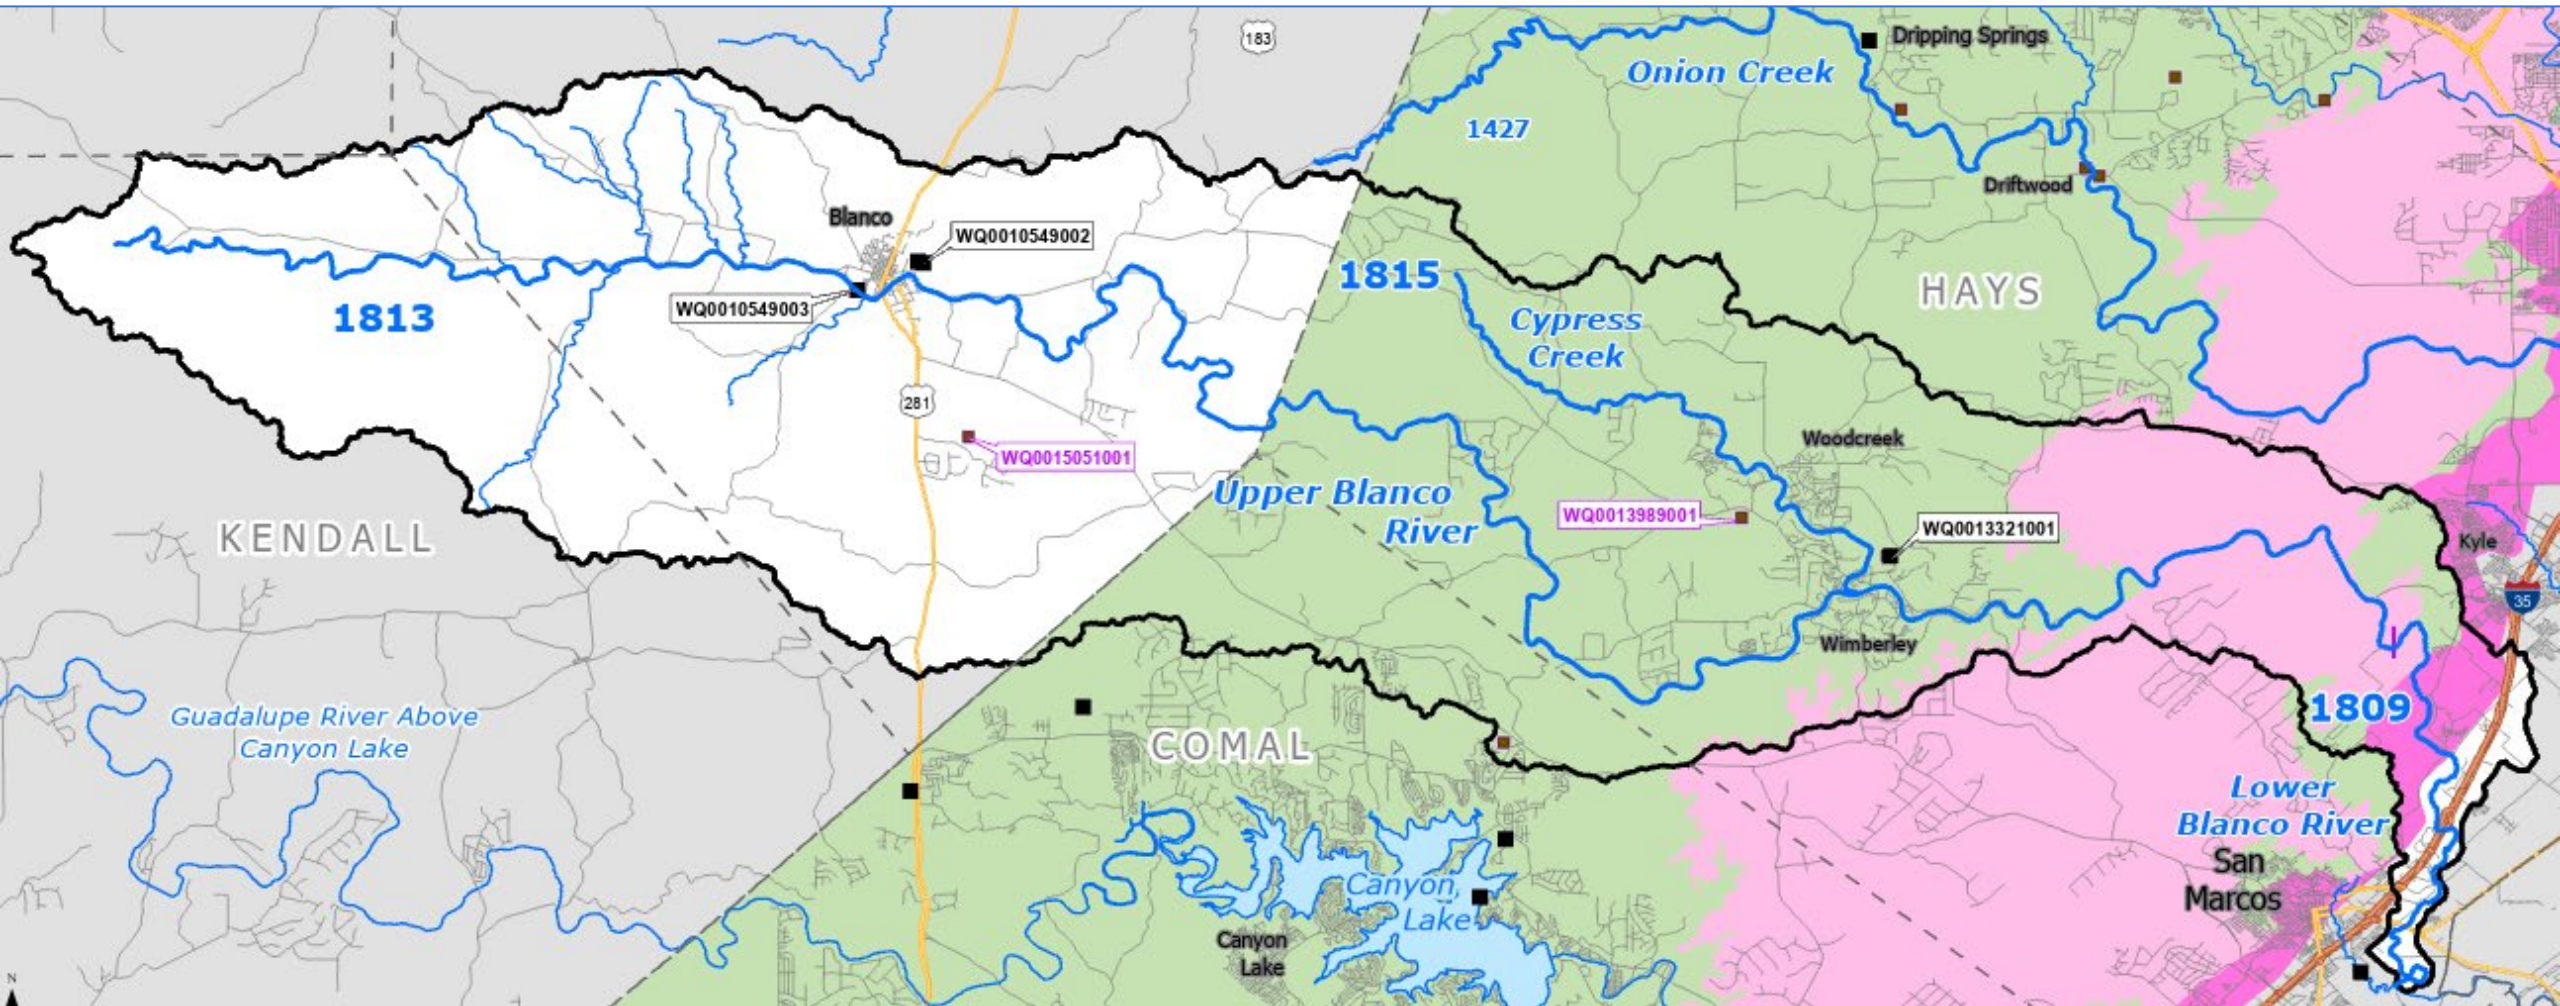 183
Dripping Springs
Onion Creek
1427
Driftwood
Blanco
WQ0010549002
WQ0010549003
1813
1815
HAYS
Cypress
Creek
281
WQ0015051001
Woodcreek
Upper Blanco
River
WQ0013989001
WQ0013321001
KENDALL
Kyle
35
Wimberley
Guadalupe River Above
Canyon Lake
COMAL
1809
Lower
Blanco River
San
Marcos
Canyon
Lake
Canyon
Lake
N